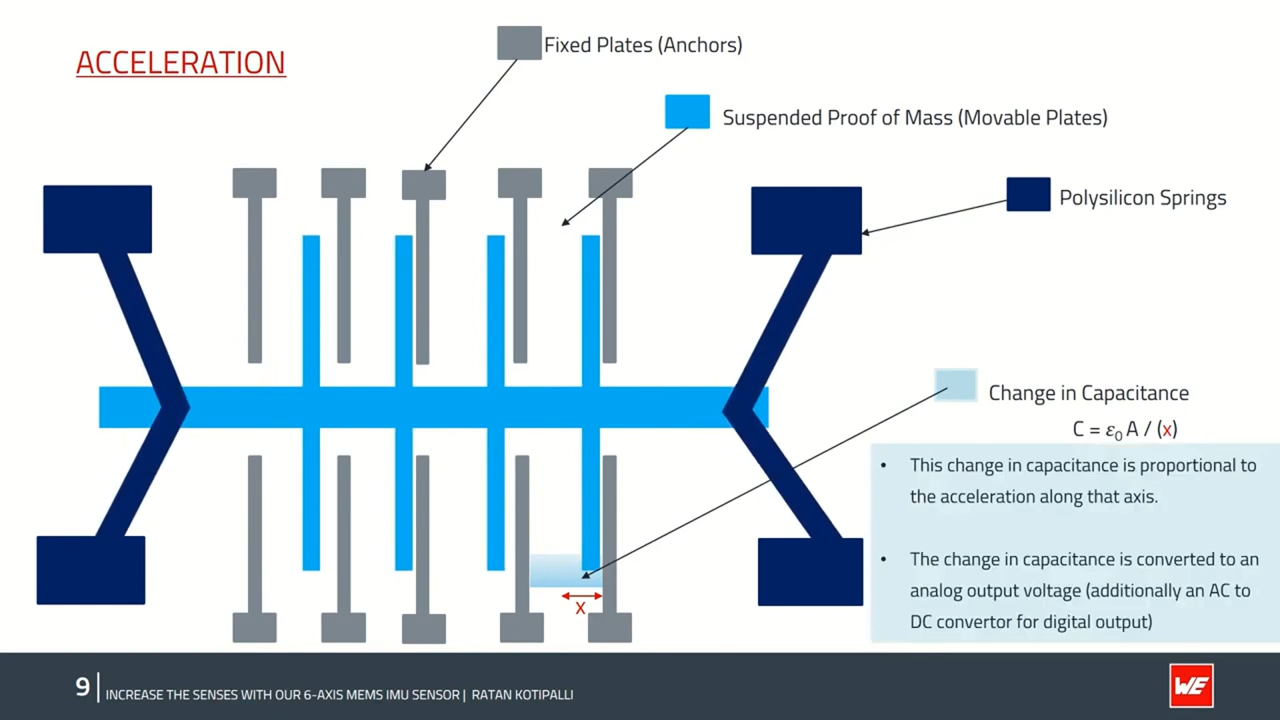 ACCELERATION
Fixed Plates (Anchors)
Suspended Proof of Mass (Movable Plates)
Polysilicon Springs
Change in Capacitance
C = ε₀ A / (x)
• This change in capacitance is proportional to
the acceleration along that axis.
• The change in capacitance is converted to an
analog output voltage (additionally an AC to
DC convertor for digital output)
X
9 | INCREASE THE SENSES WITH OUR 6-AXIS MEMS IMU SENSOR | RATAN KOTIPALLI
WE